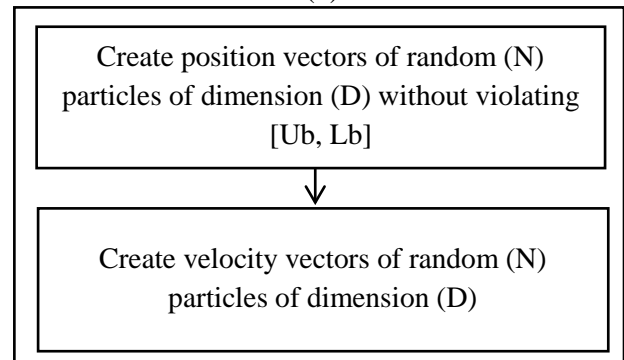 Create position vectors of random (N)
particles of dimension (D) without violating
[Ub, Lb]
Create velocity vectors of random (N)
particles of dimension (D)